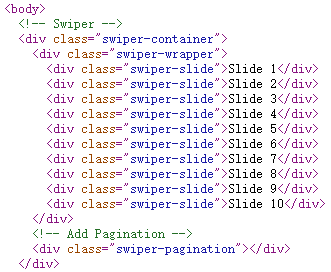 <body>
<!-- Swiper -->
<div class="swiper-container">
<div class="swiper-wrapper">
<div class="swiper-slide">Slide 1</div>
<div class="swiper-slide">Slide 2</div>
<div class="swiper-slide">Slide 3</div>
<div class="swiper-slide">Slide 4</div>
<div class="swiper-slide">Slide 5</div>
<div class="swiper-slide">Slide 6</div>
<div class="swiper-slide">Slide 7</div>
<div class="swiper-slide">Slide 8</div>
<div class="swiper-slide">Slide 9</div>
<div class="swiper-slide">Slide 10</div>
</div>
<!-- Add Pagination -->
<div class="swiper-pagination"></div>
</div>